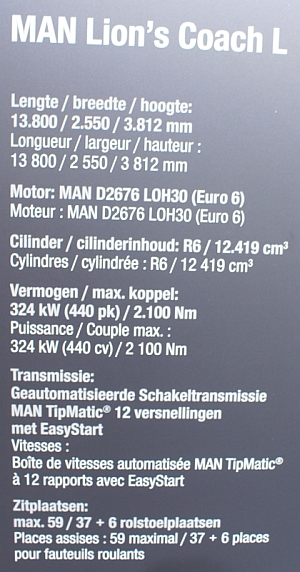 MAN Lion's Coach L
Lengte / breedte / hoogte:
13.800 / 2.550 / 3.812 mm
Longueur / largeur / hauteur :
13 800 / 2 550 / 3 812 mm
Motor: MAN D2676 LOH30 (Euro 6)
Moteur : MAN D2676 LOH30 (Euro 6)
Cilinder / cilinderinhoud: R6 / 12.419 cm³
Cylindres / cylindrée : R6 / 12 419 cm³
Vermogen / max. koppel:
324 kW (440 pk) / 2.100 Nm
Puissance / Couple max. :
324 kW (440 cv) / 2 100 Nm
Transmissie:
Geautomatisieerde Schakeltransmissie
MAN TipMatic® 12 versnellingen
met EasyStart
Vitesses :
Boîte de vitesses automatisée MAN TipMatic®
à 12 rapports avec EasyStart
Zitplaatsen:
max. 59 / 37 + 6 rolstoelplaatsen
Places assises : 59 maximal / 37 + 6 places
pour fauteuils roulants